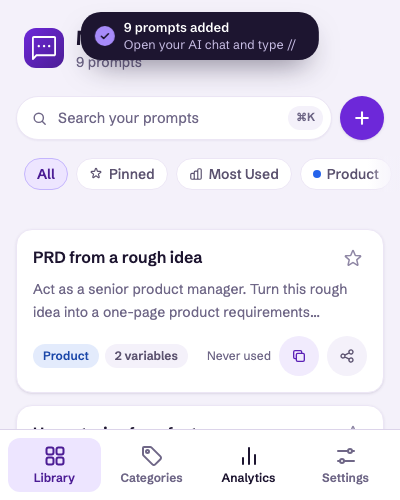 9 prompts added
Open your AI chat and type //
9 prompts
Search your prompts
⌘K
All
Pinned
Most Used
Product
PRD from a rough idea
Act as a senior product manager. Turn this rough
idea into a one-page product requirements…
Product
2 variables
Never used
Library
Categories
Analytics
Settings